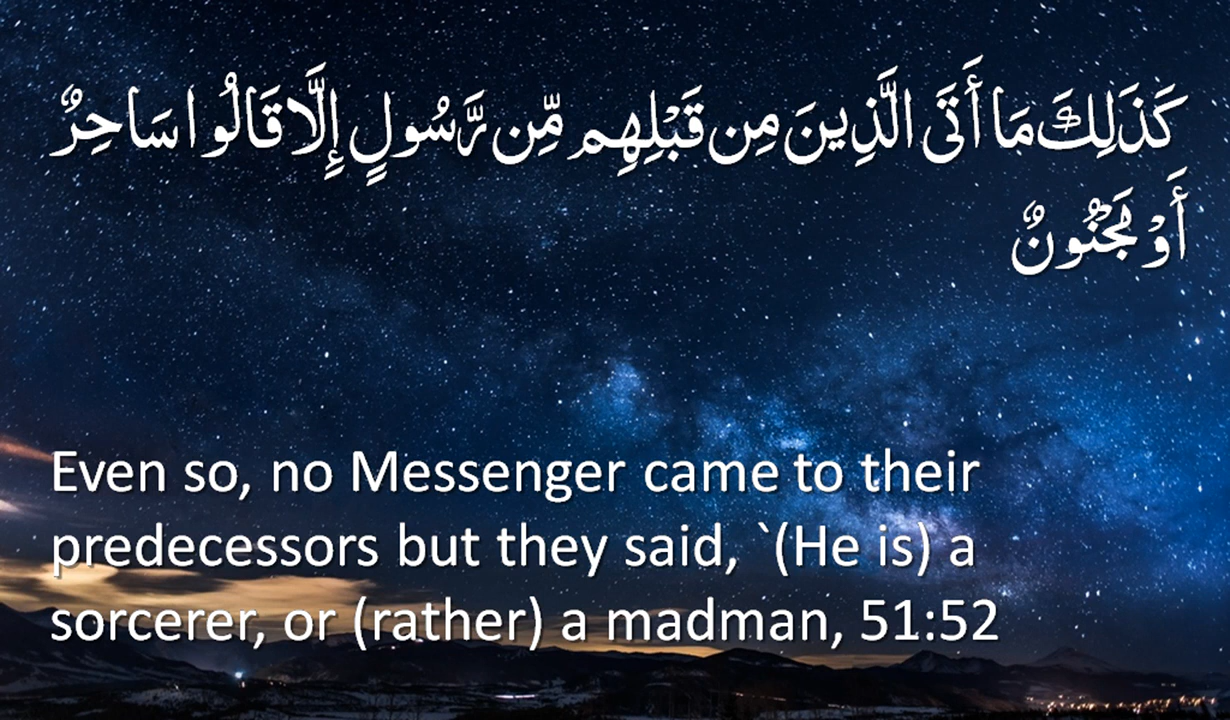 كَذَلِكَ مَا أَتَى الَّذِينَ مِن قَبْلِهِم مِّن رَّسُولٍ إِلَّا قَالُوا سَاحِرٌ
أَوْ مَجْنُونٌ
Even so, no Messenger came to their
predecessors but they said, `(He is) a
sorcerer, or (rather) a madman, 51:52